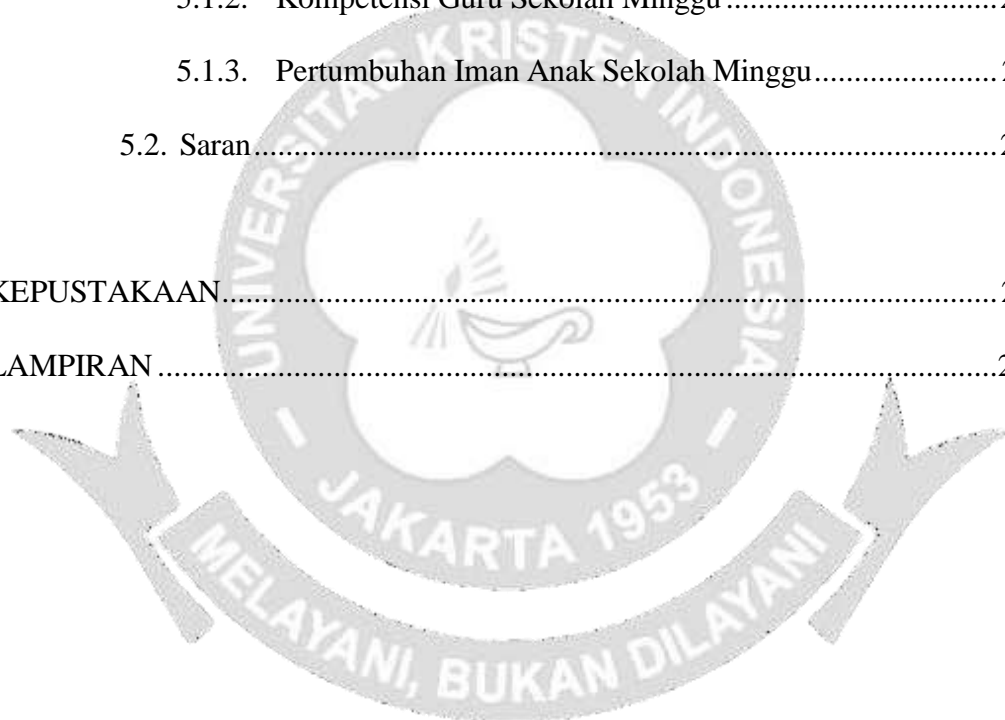 5.1.2. Kompetensi Guru Sekolah Minggu
5.1.3. Pertumbuhan Iman Anak Sekolah Minggu
5.2. Saran
KEPUSTAKAAN
LAMPIRAN
UNIVERSITAS KRISTEN INDONESIA
- JAKARTA 1953 -
MELAYANI, BUKAN DILAYANI